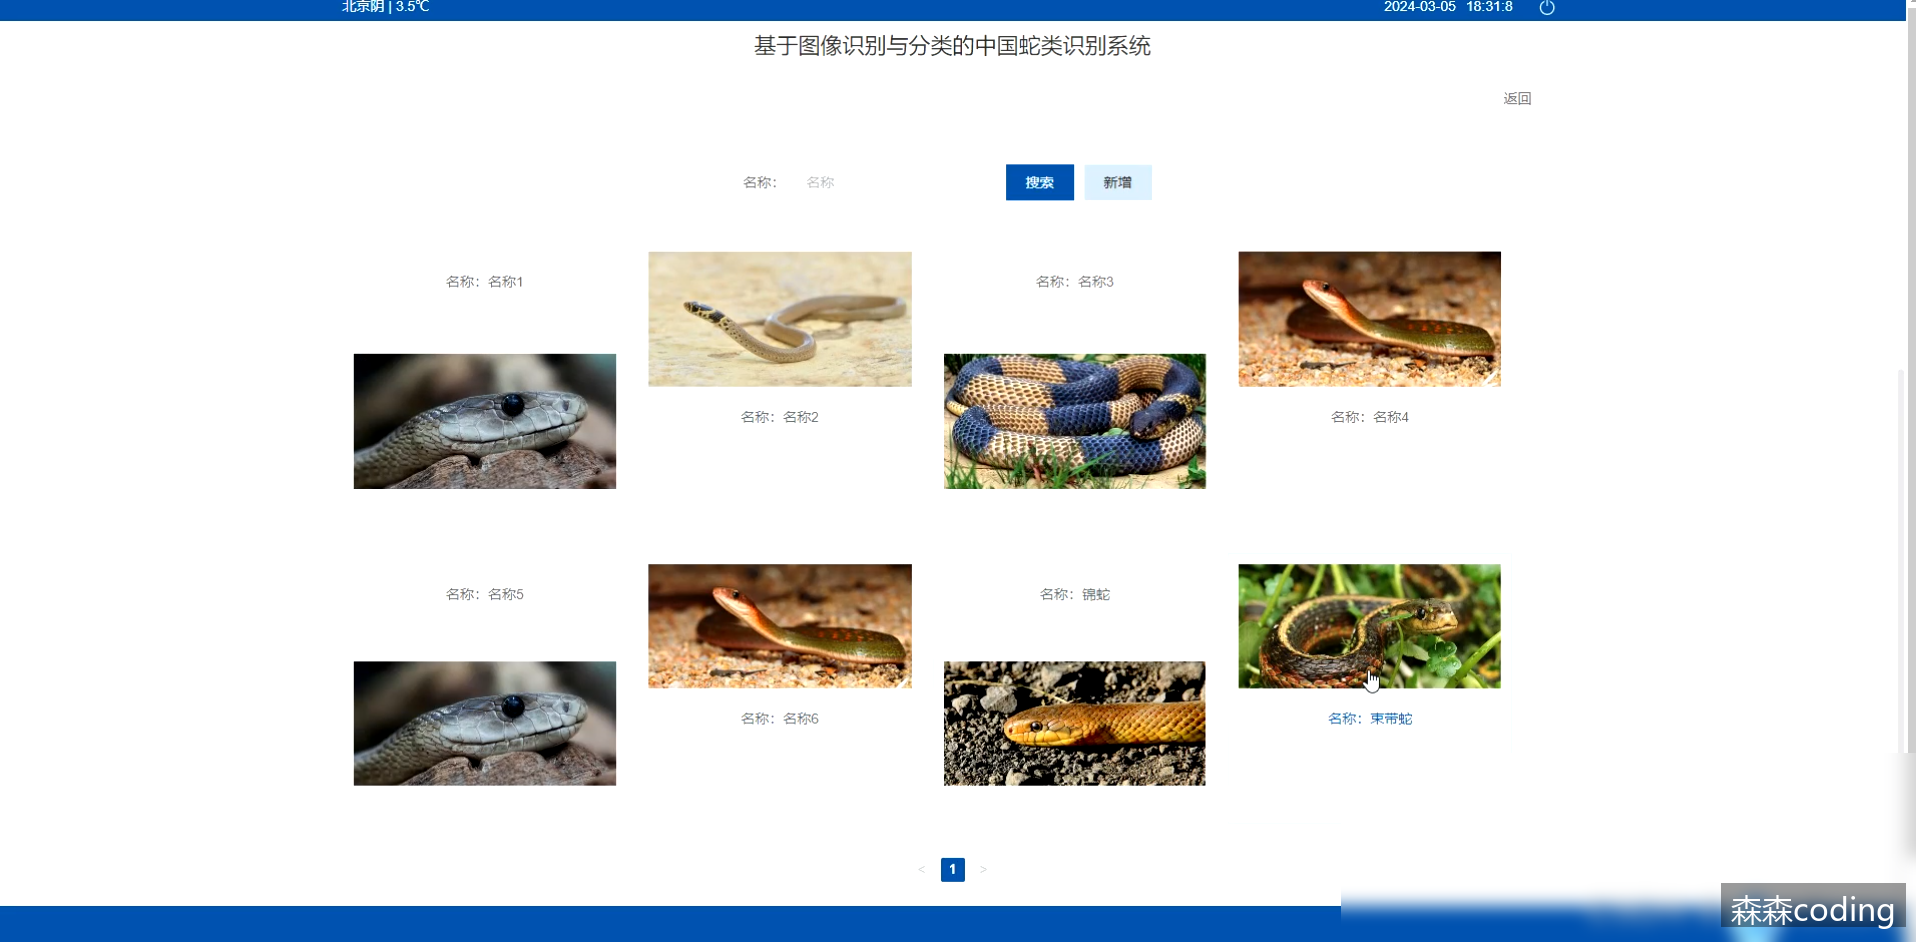 北京阴 | 3.5℃
2024-03-05 18:31:8
基于图像识别与分类的中国蛇类识别系统
返回
名称：
名称
搜索
新增
名称：名称1
名称：名称2
名称：名称3
名称：名称4
名称：名称5
名称：名称6
名称：锦蛇
名称：束带蛇
< 1 >
森森coding